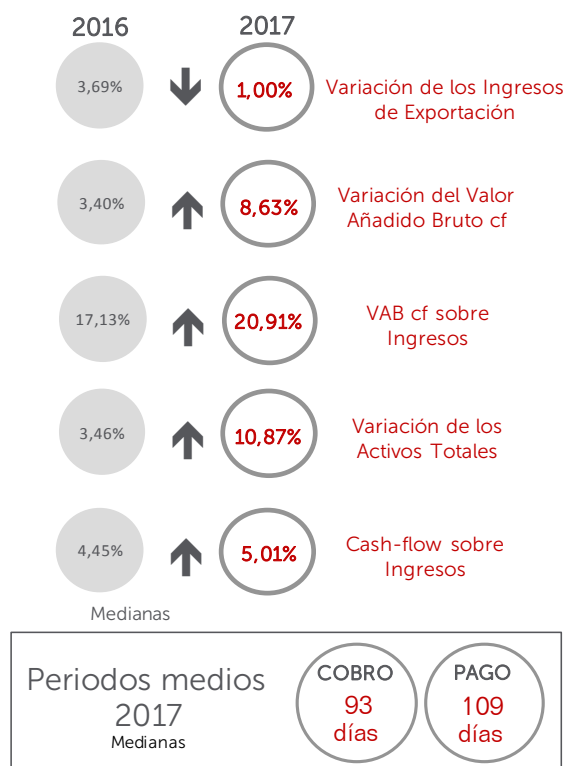 2016
2017
3,69%
1,00%
Variación de los Ingresos
de Exportación
3,40%
8,63%
Variación del Valor
Añadido Bruto cf
17,13%
20,91%
VAB cf sobre
Ingresos
3,46%
10,87%
Variación de los
Activos Totales
4,45%
5,01%
Cash-flow sobre
Ingresos
Medianas
Periodos medios
2017
Medianas
COBRO
93
días
PAGO
109
días